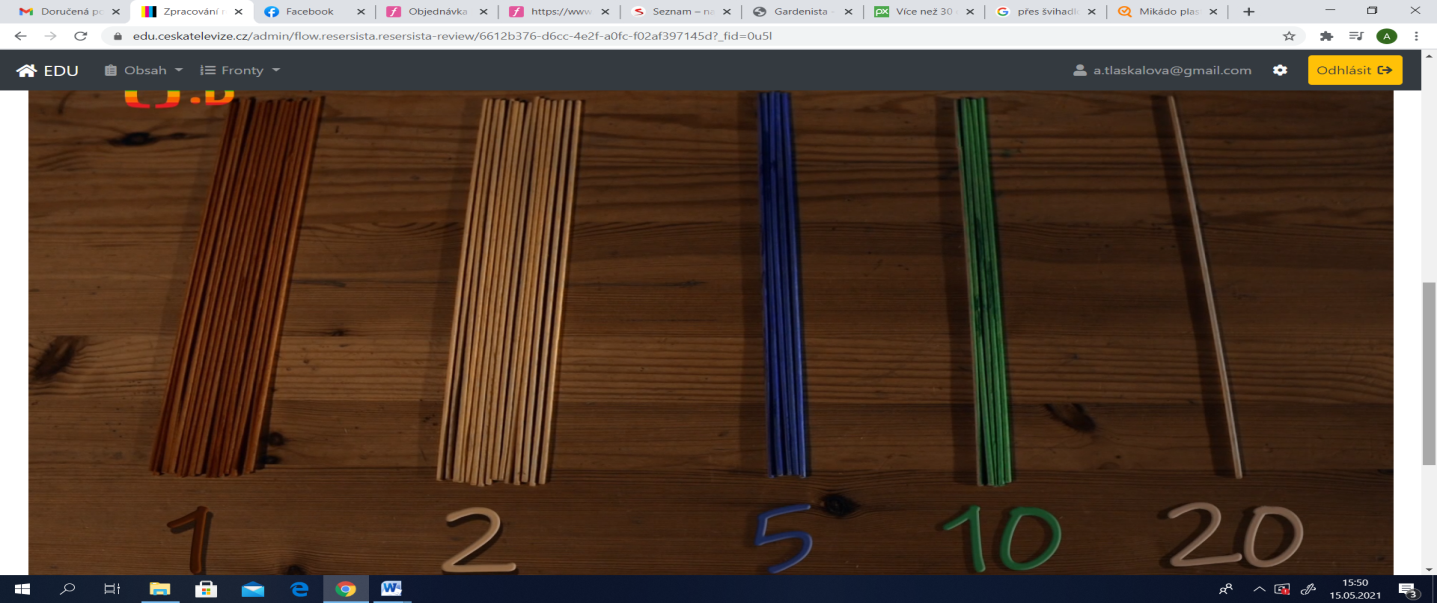 Doručená po
Zpracování
Facebook
Objednávka
https://www
Seznam – na
Gardenista -
Více než 30
přes švihadl
Mikádo plas
edu.ceskatelevize.cz/admin/flow.resersista.resersista-review/6612b376-d6cc-4e2f-a0fc-f02af397145d?_fid=0u5l
A
EDU
Obsah
Fronty
a.tlaskalova@gmail.com
Odhlásit
1 2 5 10 20
15:50
15.05.2021
3